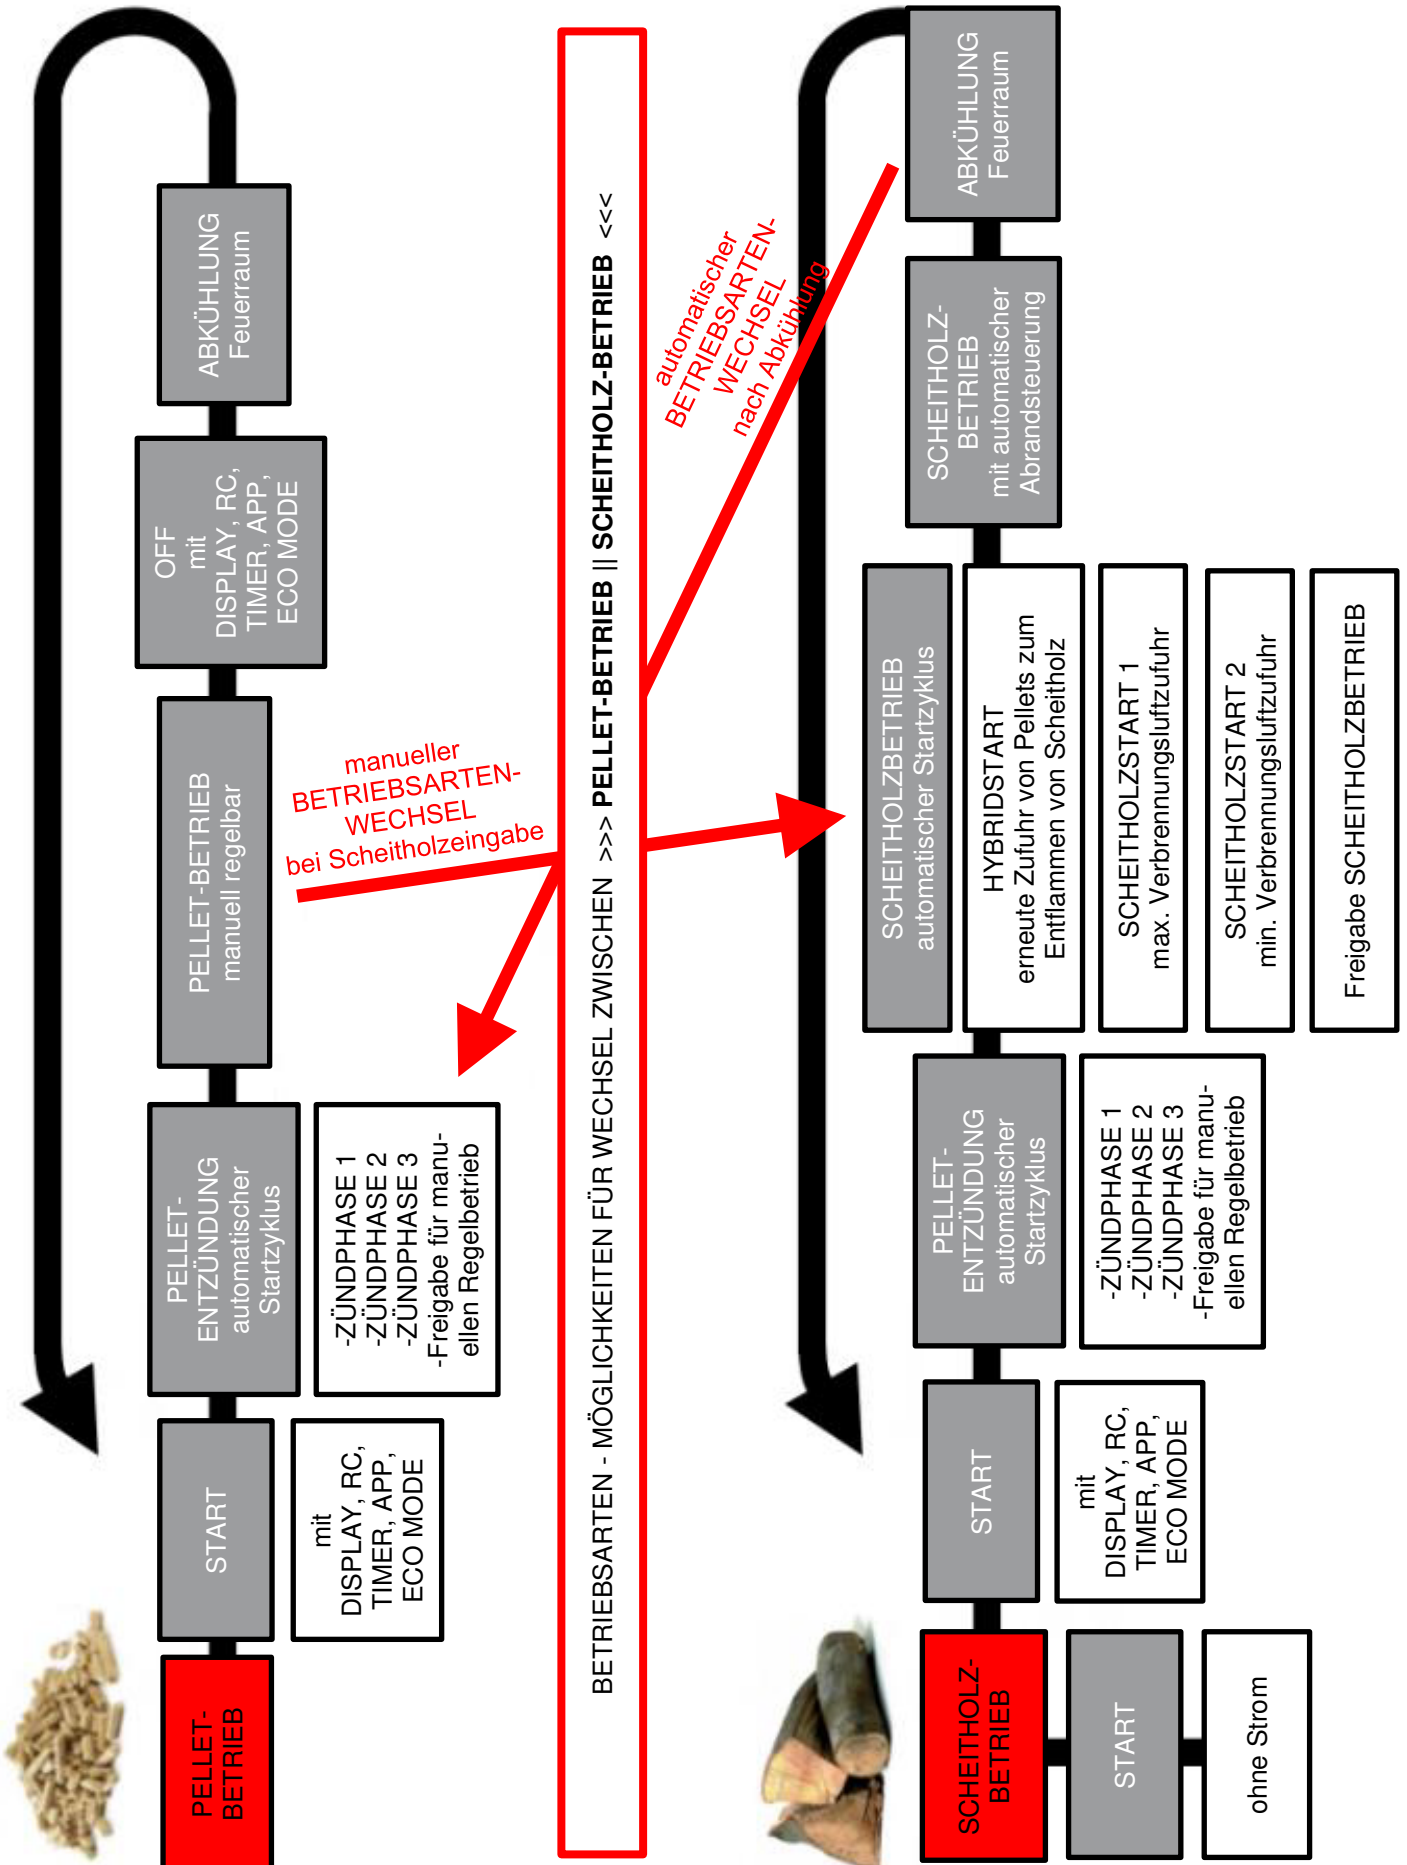 PELLET-
BETRIEB
START
mit
DISPLAY, RC,
TIMER, APP,
ECO MODE
PELLET-
ENTZÜNDUNG
automatischer
Startzyklus
-ZÜNDPHASE 1
-ZÜNDPHASE 2
-ZÜNDPHASE 3
-Freigabe für manu-
ellen Regelbetrieb
PELLET-BETRIEB
manuell regelbar
OFF
mit
DISPLAY, RC,
TIMER, APP,
ECO MODE
ABKÜHLUNG
Feuerraum
manueller
BETRIEBSARTEN-
WECHSEL
bei Scheitholzeingabe
BETRIEBSARTEN - MÖGLICHKEITEN FÜR WECHSEL ZWISCHEN >>> PELLET-BETRIEB || SCHEITHOLZ-BETRIEB <<<
automatischer
BETRIEBSARTEN-
WECHSEL
nach Abkühlung
SCHEITHOLZ-
BETRIEB
START
ohne Strom
START
mit
DISPLAY, RC,
TIMER, APP,
ECO MODE
PELLET-
ENTZÜNDUNG
automatischer
Startzyklus
-ZÜNDPHASE 1
-ZÜNDPHASE 2
-ZÜNDPHASE 3
-Freigabe für manu-
ellen Regelbetrieb
SCHEITHOLZBETRIEB
automatischer Startzyklus
HYBRIDSTART
erneute Zufuhr von Pellets zum
Entflammen von Scheitholz
SCHEITHOLZSTART 1
max. Verbrennungsluftzufuhr
SCHEITHOLZSTART 2
min. Verbrennungsluftzufuhr
Freigabe SCHEITHOLZBETRIEB
SCHEITHOLZ-
BETRIEB
mit automatischer
Abrandsteuerung
ABKÜHLUNG
Feuerraum